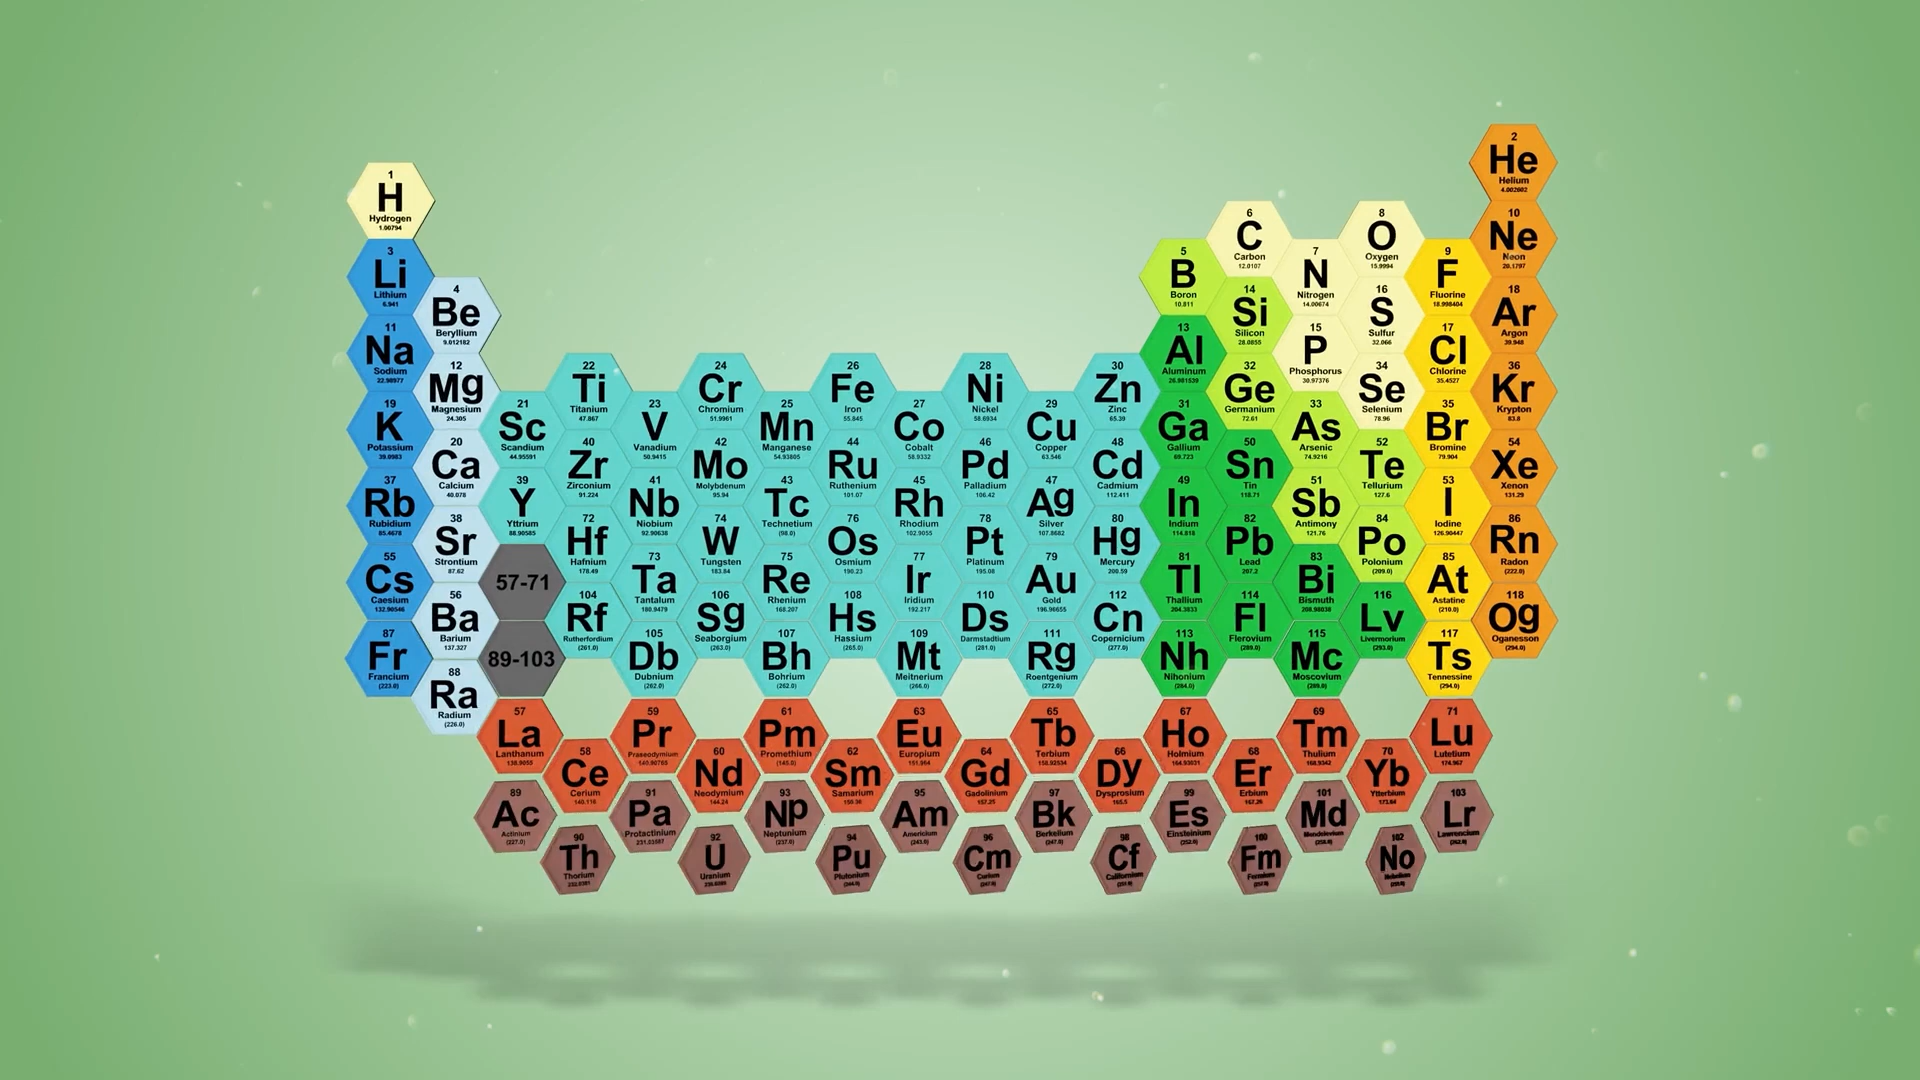 1
H
Hydrogen
1.00794
2
He
Helium
4.002602
3
Li
Lithium
6.941
4
Be
Beryllium
9.012182
5
B
Boron
10.811
6
C
Carbon
12.0107
7
N
Nitrogen
14.00674
8
O
Oxygen
15.9994
9
F
Fluorine
18.998404
10
Ne
Neon
20.1797
11
Na
Sodium
22.98977
12
Mg
Magnesium
24.305
13
Al
Aluminum
26.981539
14
Si
Silicon
28.0855
15
P
Phosphorus
30.97376
16
S
Sulfur
32.066
17
Cl
Chlorine
35.4527
18
Ar
Argon
39.948
19
K
Potassium
39.0983
20
Ca
Calcium
40.078
21
Sc
Scandium
44.95591
22
Ti
Titanium
47.867
23
V
Vanadium
50.9415
24
Cr
Chromium
51.9961
25
Mn
Manganese
54.93805
26
Fe
Iron
55.845
27
Co
Cobalt
58.9332
28
Ni
Nickel
58.6934
29
Cu
Copper
63.546
30
Zn
Zinc
65.39
31
Ga
Gallium
69.723
32
Ge
Germanium
72.61
33
As
Arsenic
74.9216
34
Se
Selenium
78.96
35
Br
Bromine
79.904
36
Kr
Krypton
83.8
37
Rb
Rubidium
85.4678
38
Sr
Strontium
87.62
39
Y
Yttrium
88.90585
40
Zr
Zirconium
91.224
41
Nb
Niobium
92.90638
42
Mo
Molybdenum
95.94
43
Tc
Technetium
(98.0)
44
Ru
Ruthenium
101.07
45
Rh
Rhodium
102.9055
46
Pd
Palladium
106.42
47
Ag
Silver
107.8682
48
Cd
Cadmium
112.411
49
In
Indium
114.818
50
Sn
Tin
118.71
51
Sb
Antimony
121.76
52
Te
Tellurium
127.6
53
I
Iodine
126.90447
54
Xe
Xenon
131.29
55
Cs
Caesium
132.90546
56
Ba
Barium
137.327
57-71
72
Hf
Hafnium
178.49
73
Ta
Tantalm
180.9479
74
W
Tungsten
183.84
75
Re
Rhenium
168.207
76
Os
Osmium
190.23
77
Ir
Iridium
192.217
78
Pt
Platinum
195.08
79
Au
Gold
196.96655
80
Hg
Mercury
200.59
81
Tl
Thallium
204.3833
82
Pb
Lead
207.2
83
Bi
Bismuth
208.98038
84
Po
Polonium
(209.0)
85
At
Astatine
(210.0)
86
Rn
Radon
(222.0)
87
Fr
Francium
(223.0)
88
Ra
Radium
(226.0)
89-103
104
Rf
Rutherfordium
(261.0)
105
Db
Dubnium
(262.0)
106
Sg
Seaborgium
(263.0)
107
Bh
Bohrium
(262.0)
108
Hs
Hassium
(265.0)
109
Mt
Meitnerium
(266.0)
110
Ds
Darmstadtium
(281.0)
111
Rg
Roentgenium
(272.0)
112
Cn
Copernicium
(277.0)
113
Nh
Nihonium
(284.0)
114
Fl
Flerovium
(289.0)
115
Mc
Moscovium
(288.0)
116
Lv
Livermorium
(293.0)
117
Ts
Tennessine
(294.0)
118
Og
Oganesson
(294.0)
57
La
Lanthanum
138.9055
58
Ce
Cerium
140.116
59
Pr
Praseodymium
140.90765
60
Nd
Neodymium
144.24
61
Pm
Promethium
(145.0)
62
Sm
Samarium
150.36
63
Eu
Europium
151.964
64
Gd
Gadolinium
157.25
65
Tb
Terbium
158.92534
66
Dy
Dysprosium
165.5
67
Ho
Holmium
164.93031
68
Er
Erbium
167.26
69
Tm
Thulium
168.9342
70
Yb
Ytterbium
173.04
71
Lu
Lutetium
174.967
89
Ac
Actinium
(227.0)
90
Th
Thorium
232.0381
91
Pa
Protactinium
231.03587
92
U
Uranium
93
Np
Neptunium
(237.0)
94
Pu
Plutonium
(244.0)
95
Am
Americium
(243.0)
96
Cm
Curium
(247.0)
97
Bk
Berkelium
(247.0)
98
Cf
Californium
99
Es
Einsteinium
(252.0)
100
Fm
Fermium
101
Md
Mendelevium
(258.0)
102
No
103
Lr
Lawrencium
(262.0)